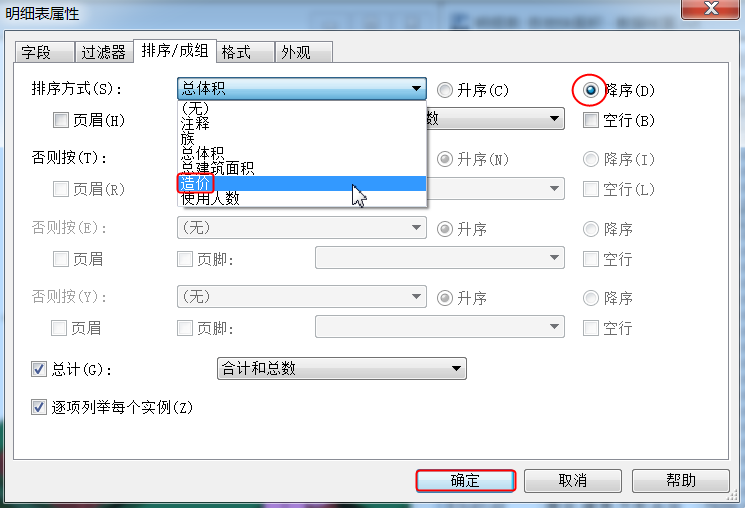 明细表属性
字段 过滤器 排序/成组 格式 外观
排序方式(S): 总体积 升序(C) 降序(D)
(无)
页眉(H) 数 空行(B)
注释
族
总体积
否则按(T): 升序(N) 降序(I)
总建筑面积
造价
页眉(R) 空行(L)
使用人数
否则按(E): (无) 升序 降序
页眉 页脚: 空行
否则按(Y): (无) 升序 降序
页眉 页脚: 空行
总计(G): 合计和总数
逐项列举每个实例(Z)
确定 取消 帮助